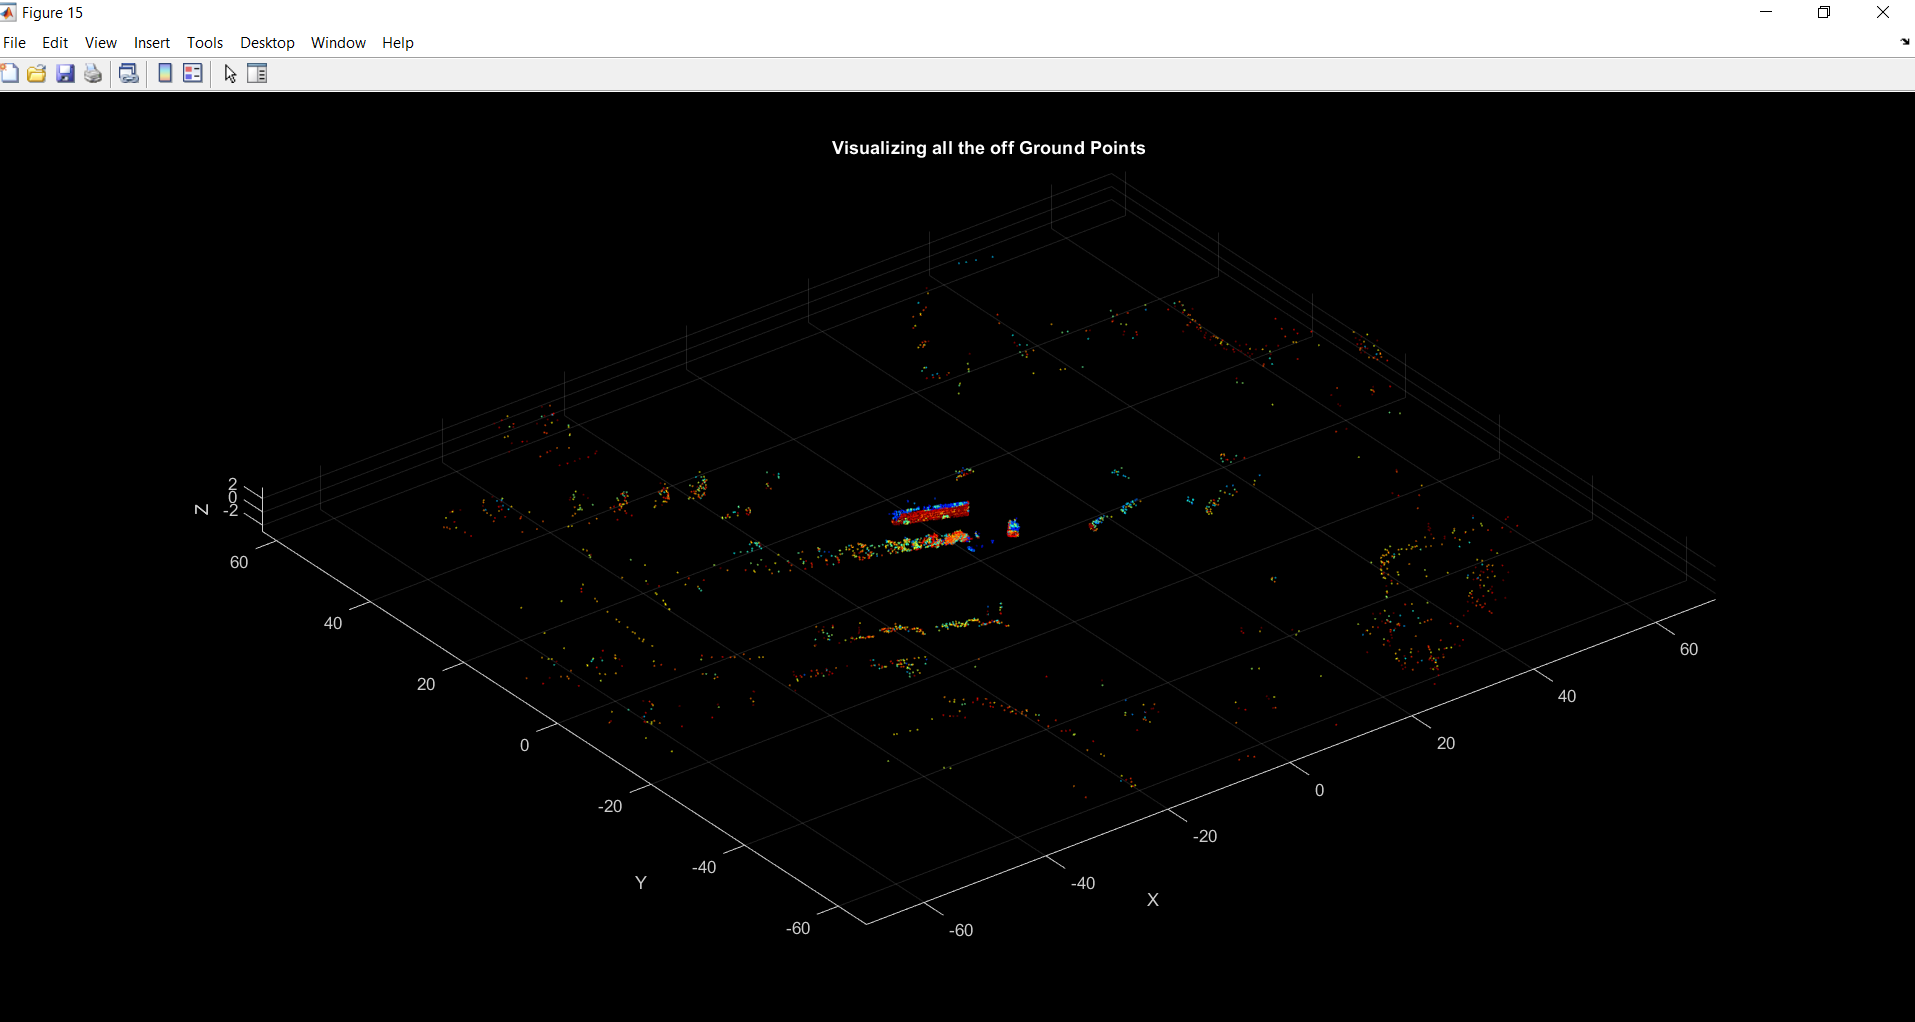 Figure 15
File Edit View Insert Tools Desktop Window Help
Visualizing all the off Ground Points
2
0
-2
Z
60
40
20
0
-20
-40
-60
Y
60
40
20
0
-20
-40
-60
X